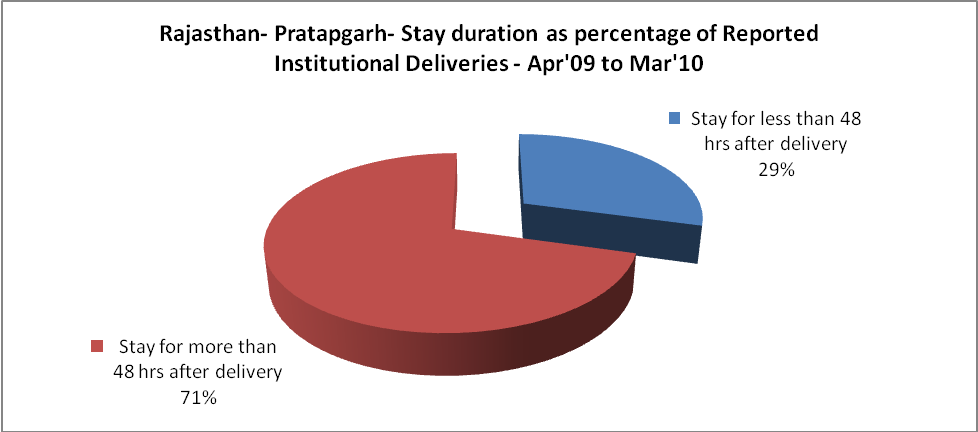 Rajasthan- Pratapgarh- Stay duration as percentage of Reported
Institutional Deliveries - Apr'09 to Mar'10
Stay for less than 48
hrs after delivery
29%
Stay for more than
48 hrs after delivery
71%